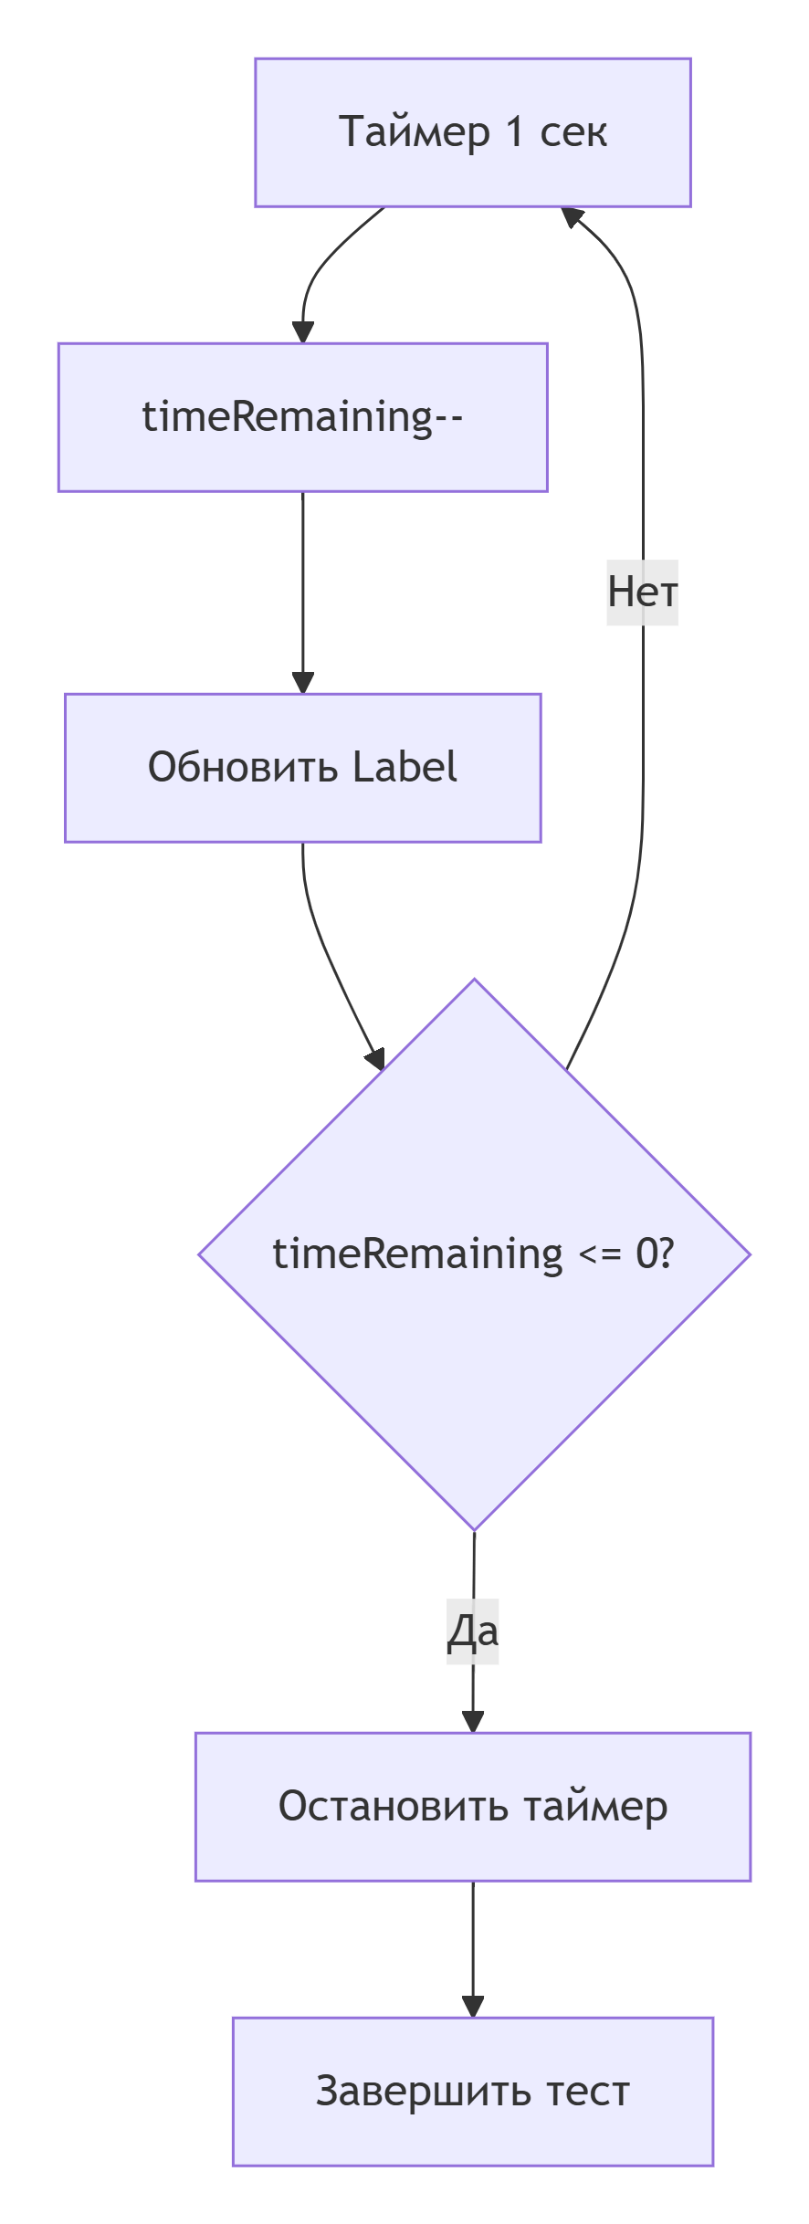 Таймер 1 сек
timeRemaining--
Нет
Обновить Label
timeRemaining <= 0?
Да
Остановить таймер
Завершить тест